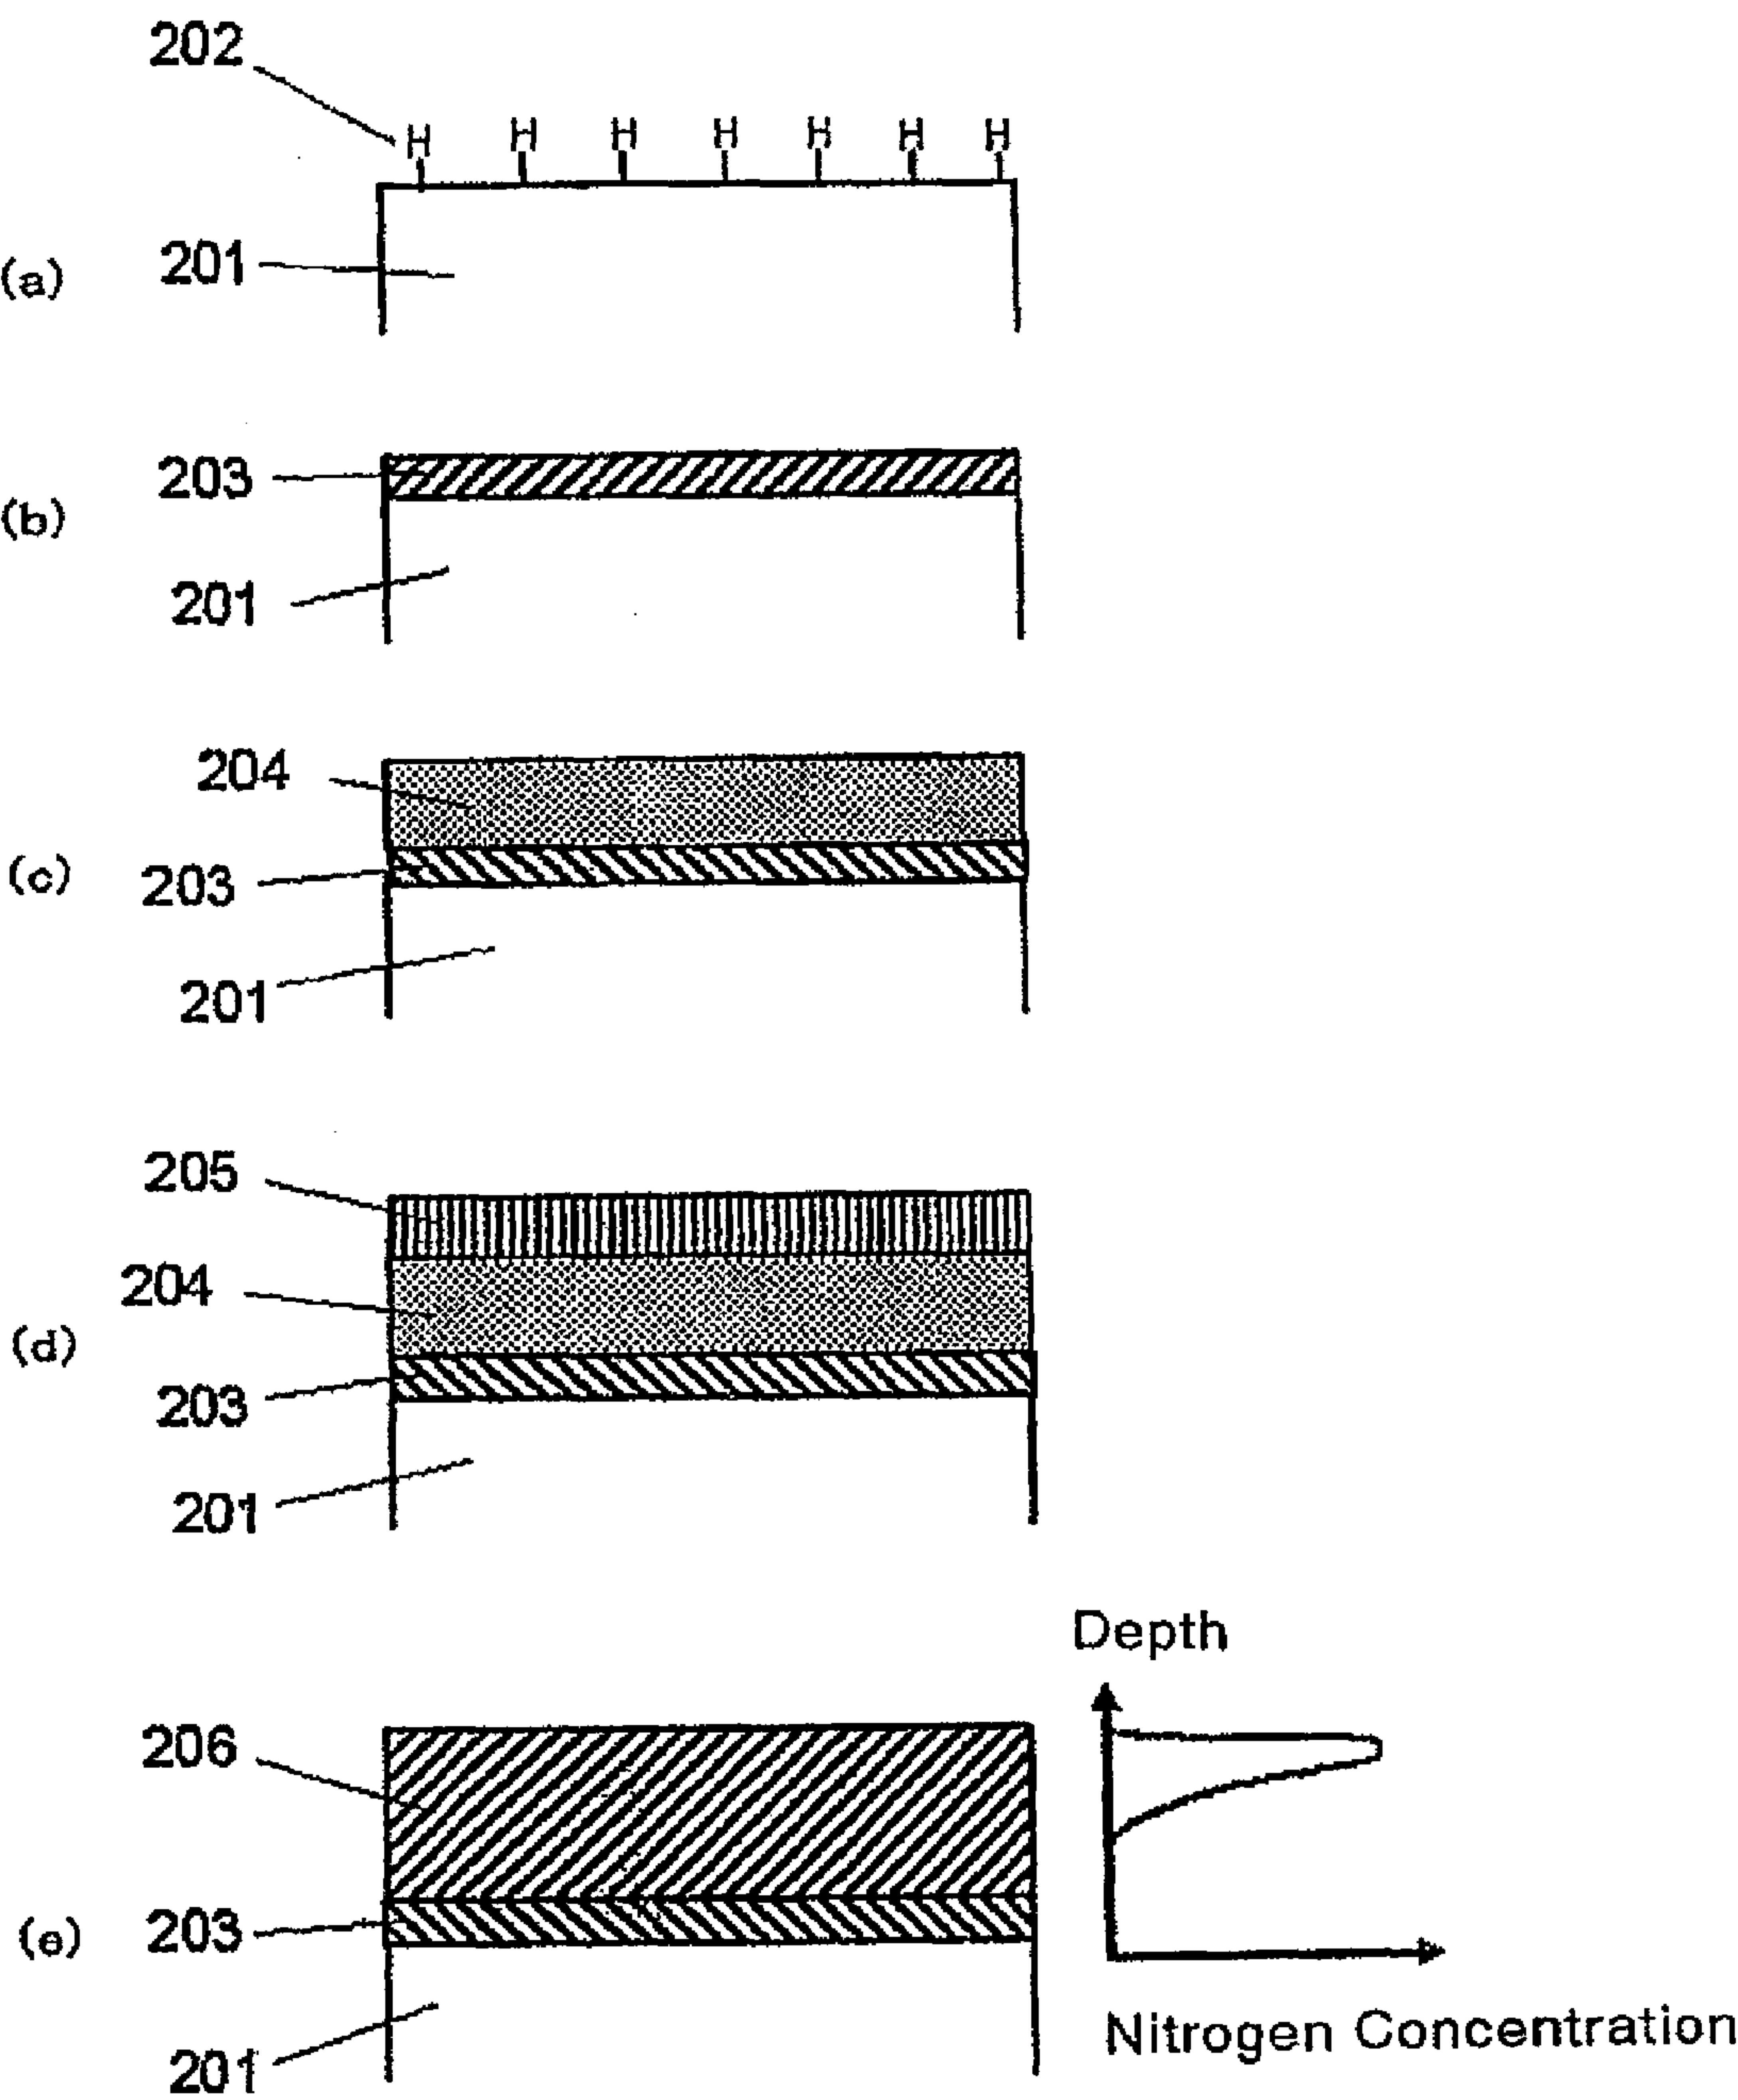 202
H H H H H H H
(a)
201
203
(b)
201
204
(c)
203
201
205
204
(d)
203
201
Depth
206
(e)
203
Nitrogen Concentration
201